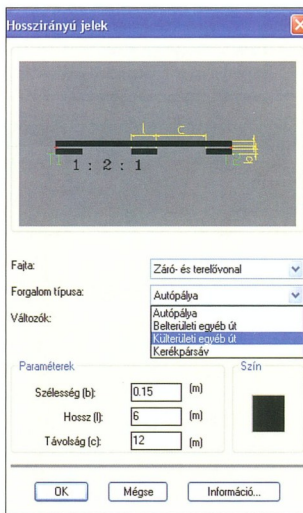 Hosszirányú jelek
l
c
b
1 : 2 : 1
Fajta:
Záró- és terelővonal
Forgalom típusa:
Autópálya
Változók:
Autópálya
Belterületi egyéb út
Külterületi egyéb út
Kerékpársáv
Paraméterek
Szín
Szélesség (b):
0.15
(m)
Hossz (l):
6
(m)
Távolság (c):
12
(m)
OK
Mégse
Információ...